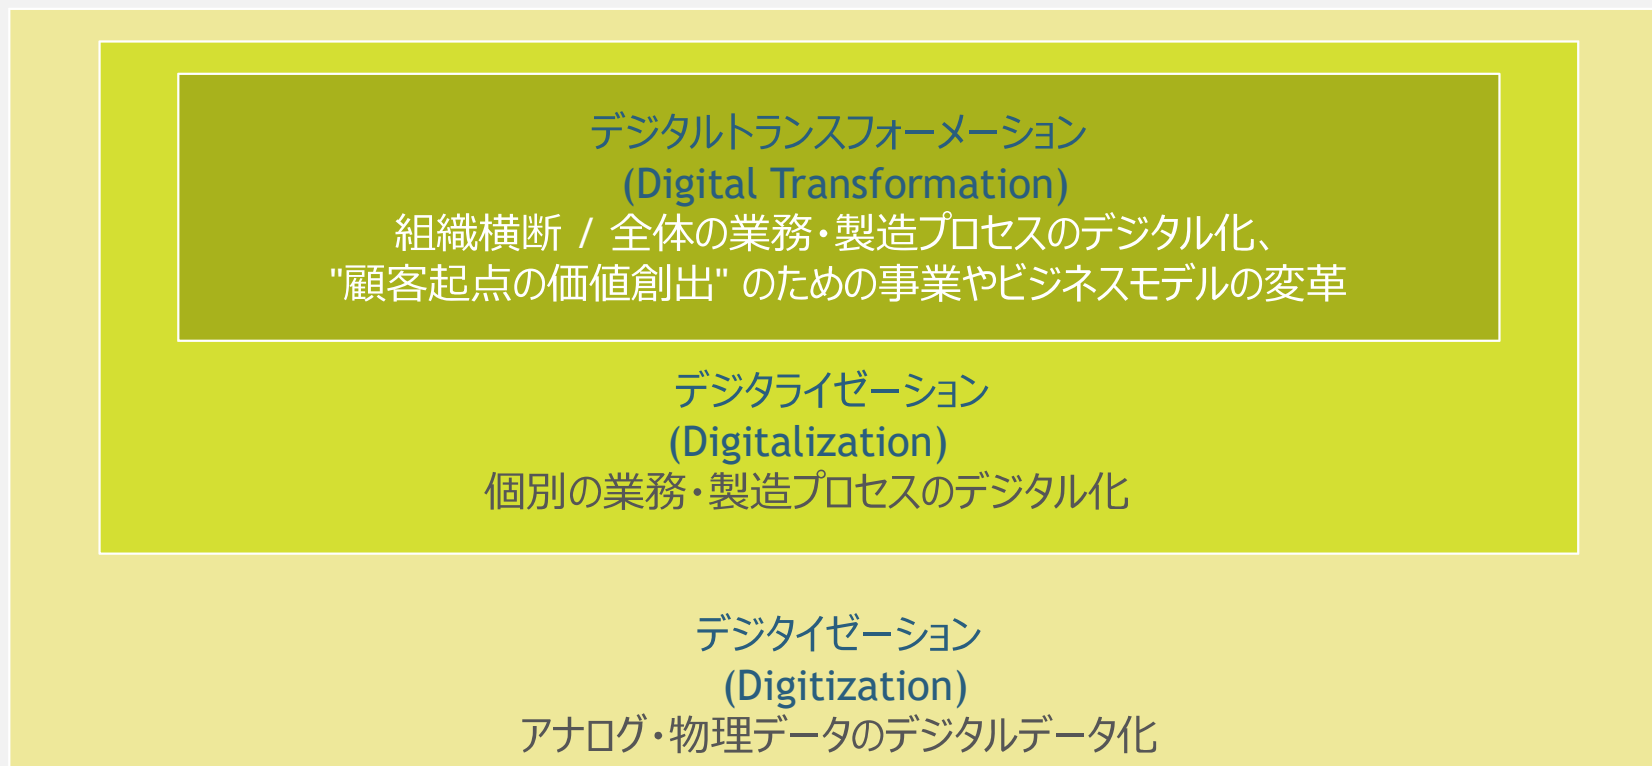 デジタルトランスフォーメーション
(Digital Transformation)
組織横断 / 全体の業務・製造プロセスのデジタル化、
"顧客起点の価値創出" のための事業やビジネスモデルの変革
デジタライゼーション
(Digitalization)
個別の業務・製造プロセスのデジタル化
デジタイゼーション
(Digitization)
アナログ・物理データのデジタルデータ化